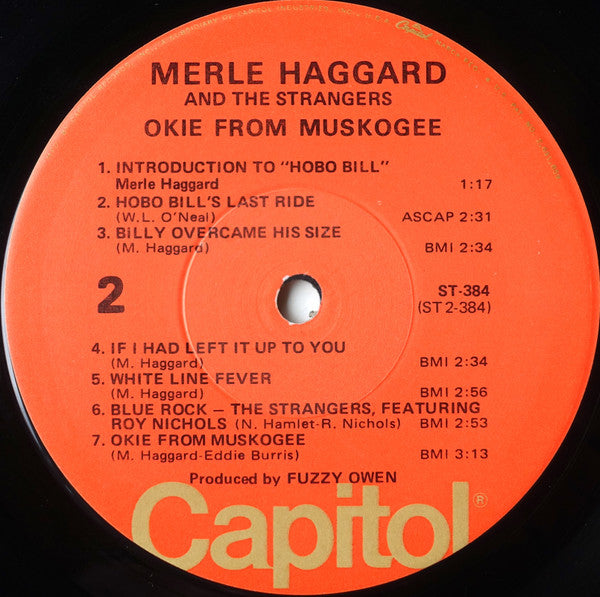 Capitol
MERLE HAGGARD
AND THE STRANGERS
OKIE FROM MUSKOGEE
1. INTRODUCTION TO "HOBO BILL"
Merle Haggard 1:17
2. HOBO BILL'S LAST RIDE
(W.L. O'Neal) ASCAP 2:31
3. BILLY OVERCAME HIS SIZE
(M. Haggard) BMI 2:34
2
ST-384
(ST2-384)
4. IF I HAD LEFT IT UP TO YOU
(M. Haggard) BMI 2:34
5. WHITE LINE FEVER
(M. Haggard) BMI 2:56
6. BLUE ROCK – THE STRANGERS, FEATURING
ROY NICHOLS (N. Hamlet-R. Nichols) BMI 2:53
7. OKIE FROM MUSKOGEE
(M. Haggard-Eddie Burris) BMI 3:13
Produced by FUZZY OWEN
Capitol®